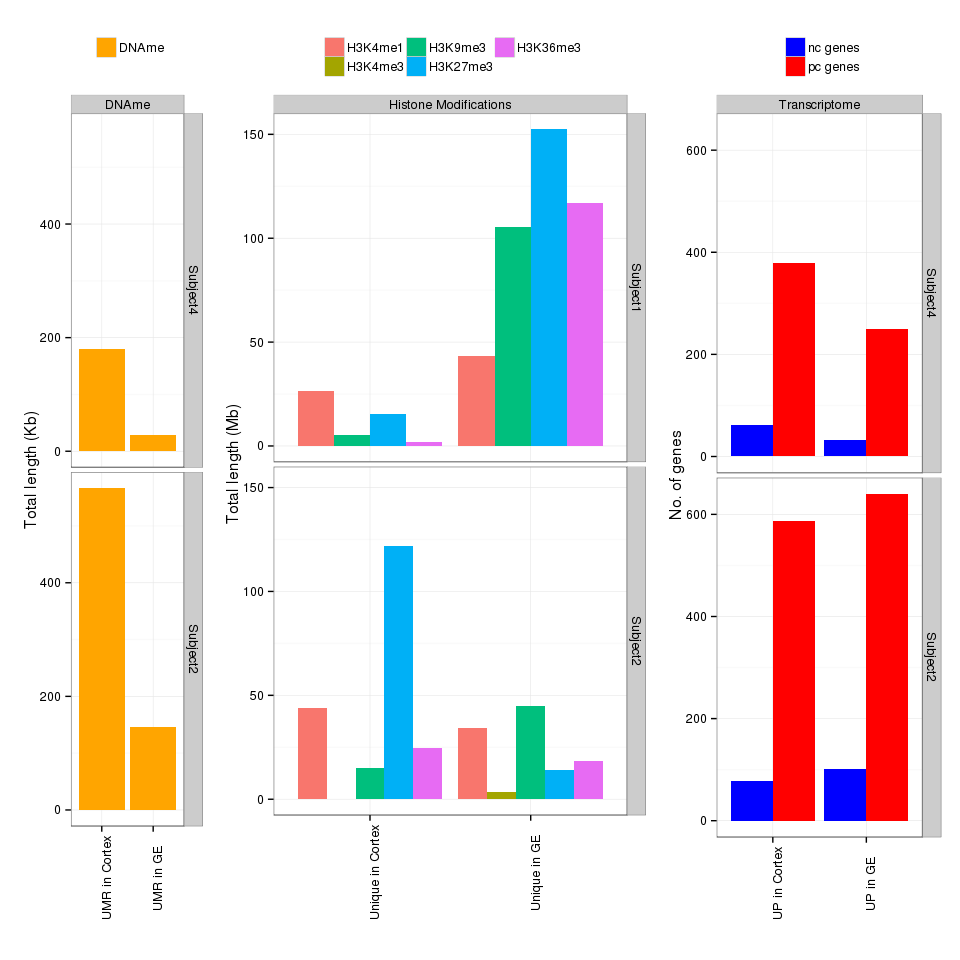 DNAme
H3K4me1 H3K9me3 H3K36me3
H3K4me3 H3K27me3
nc genes
pc genes
DNAme
Histone Modifications
Transcriptome
Total length (Kb)
400
200
0
Subject4
400
200
0
Subject2
UMR in Cortex
UMR in GE
Total length (Mb)
150
100
50
0
Subject1
150
100
50
0
Subject2
Unique in Cortex
Unique in GE
No. of genes
600
400
200
0
Subject4
600
400
200
0
Subject2
UP in Cortex
UP in GE